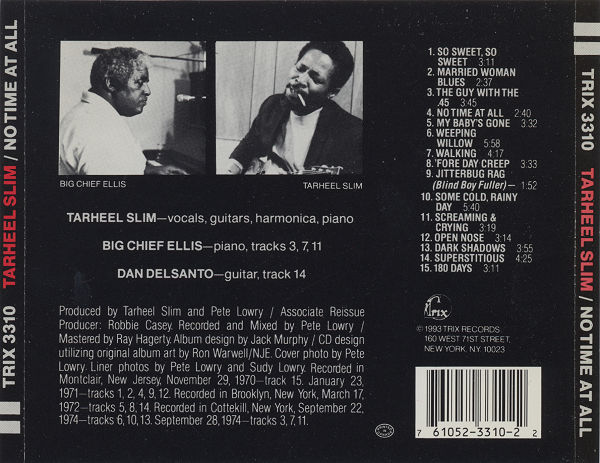 TRIX 3310 TARHEEL SLIM / NO TIME AT ALL
BIG CHIEF ELLIS
TARHEEL SLIM
TARHEEL SLIM—vocals, guitars, harmonica, piano
BIG CHIEF ELLIS—piano, tracks 3, 7, 11
DAN DELSANTO—guitar, track 14
Produced by Tarheel Slim and Pete Lowry / Associate Reissue
Producer: Robbie Casey. Recorded and Mixed by Pete Lowry /
Mastered by Ray Hagerty. Album design by Jack Murphy / CD design
utilizing original album art by Ron Warwell/NJE. Cover photo by Pete
Lowry. Liner photos by Pete Lowry and Sudy Lowry. Recorded in
Montclair, New Jersey, November 29, 1970—track 15. January 23,
1971—tracks 1, 2, 4, 9, 12. Recorded in Brooklyn, New York, March 17,
1972—tracks 5, 8, 14. Recorded in Cottekill, New York, September 22,
1974—tracks 6, 10, 13. September 28, 1974—tracks 3, 7, 11.
1. SO SWEET, SO
SWEET 3:11
2. MARRIED WOMAN
BLUES 2:37
3. THE GUY WITH THE
.45 3:45
4. NO TIME AT ALL 2:40
5. MY BABY'S GONE 3:32
6. WEEPING
WILLOW 5:58
7. WALKING 4:17
8. 'FORE DAY CREEP 3:33
9. JITTERBUG RAG
(Blind Boy Fuller)— 1:52
10. SOME COLD, RAINY
DAY 5:40
11. SCREAMING &
CRYING 3:19
12. OPEN NOSE 3:14
13. DARK SHADOWS 3:55
14. SUPERSTITIOUS 4:25
15. 180 DAYS 3:11
Trix
© 1993 TRIX RECORDS
160 WEST 71ST STREET,
NEW YORK, NY 10023
7 61052-3310-2 2
TRIX 3310 TARHEEL SLIM / NO TIME AT ALL